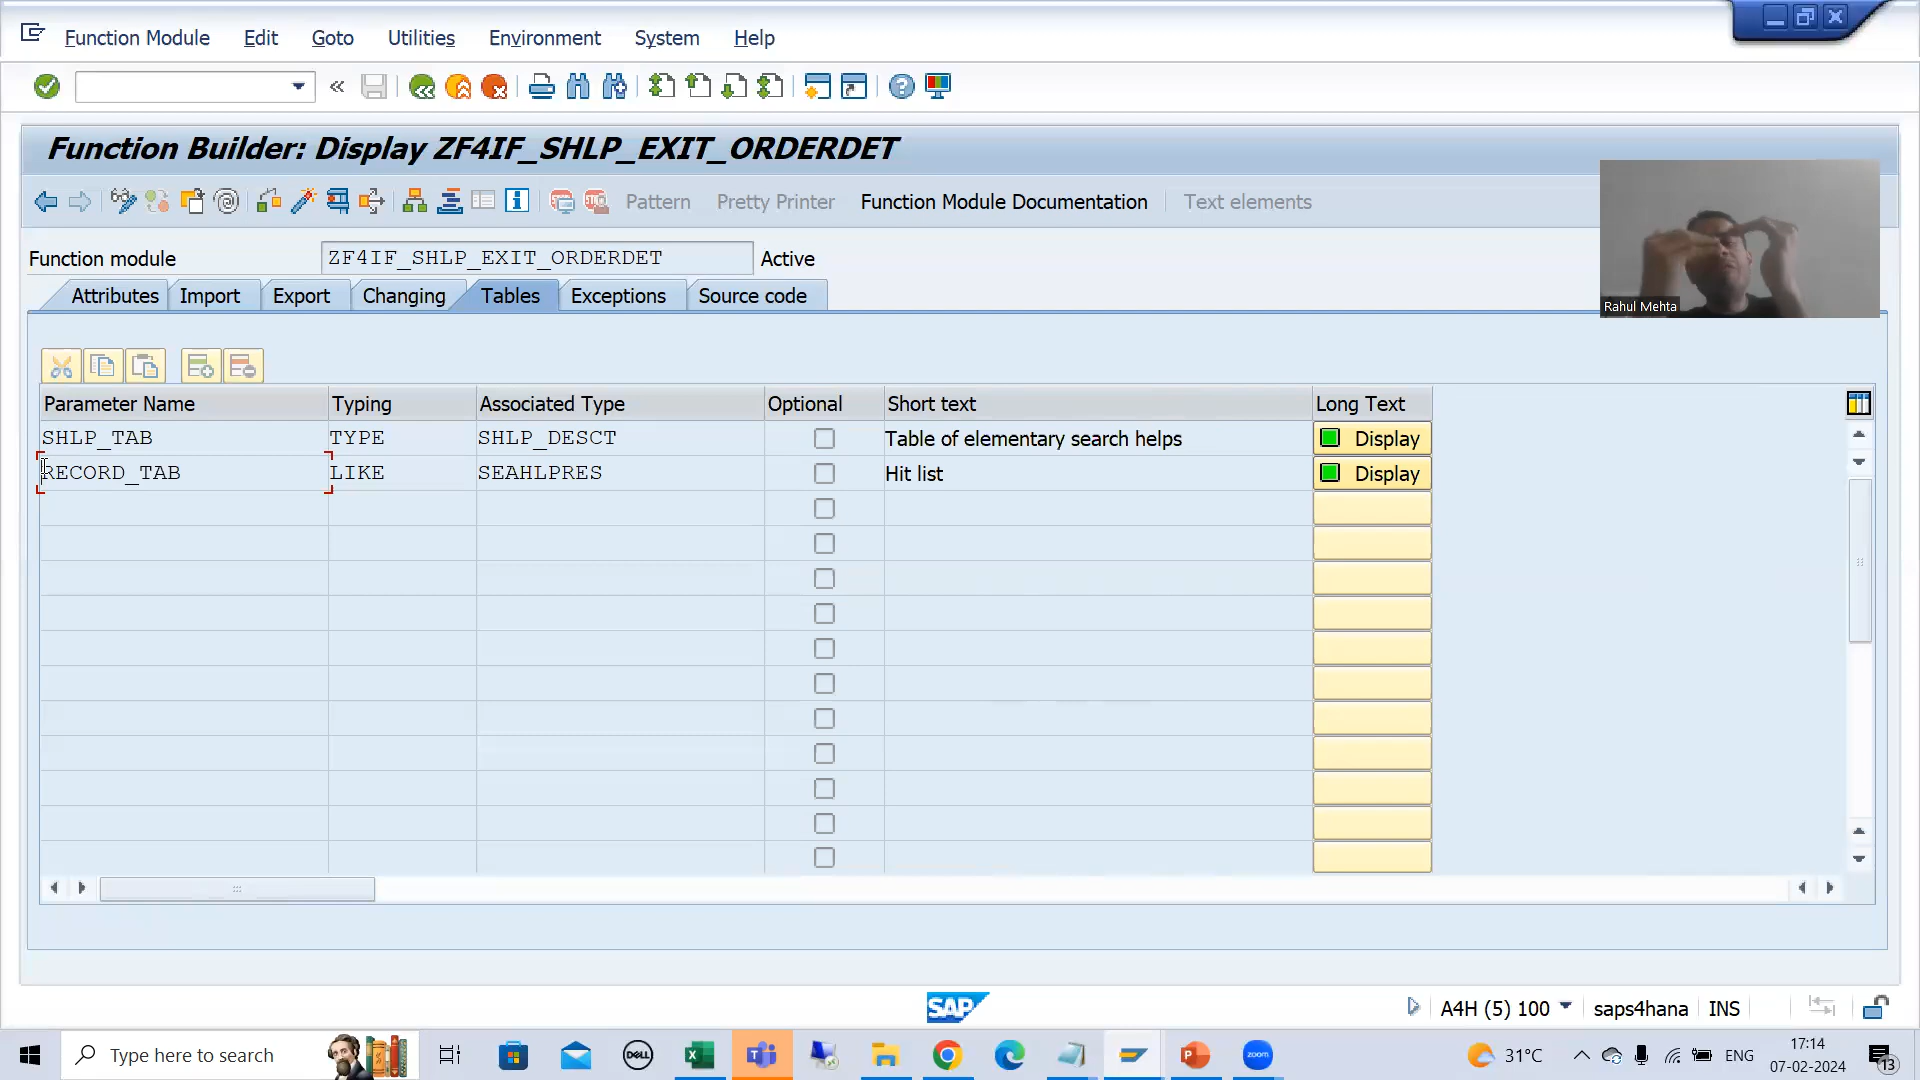 Function Module Edit Goto Utilities Environment System Help
Function Builder: Display ZF4IF_SHLP_EXIT_ORDERDET
Pattern Pretty Printer Function Module Documentation Text elements
Function module ZF4IF_SHLP_EXIT_ORDERDET Active
Attributes Import Export Changing Tables Exceptions Source code
Rahul Mehta
Parameter Name Typing Associated Type Optional Short text Long Text
SHLP_TAB TYPE SHLP_DESCT Table of elementary search helps Display
RECORD_TAB LIKE SEAHLPRES Hit list Display
SAP A4H (5) 100 saps4hana INS
Type here to search DELL zoom 31°C ENG 17:14
07-02-2024 13